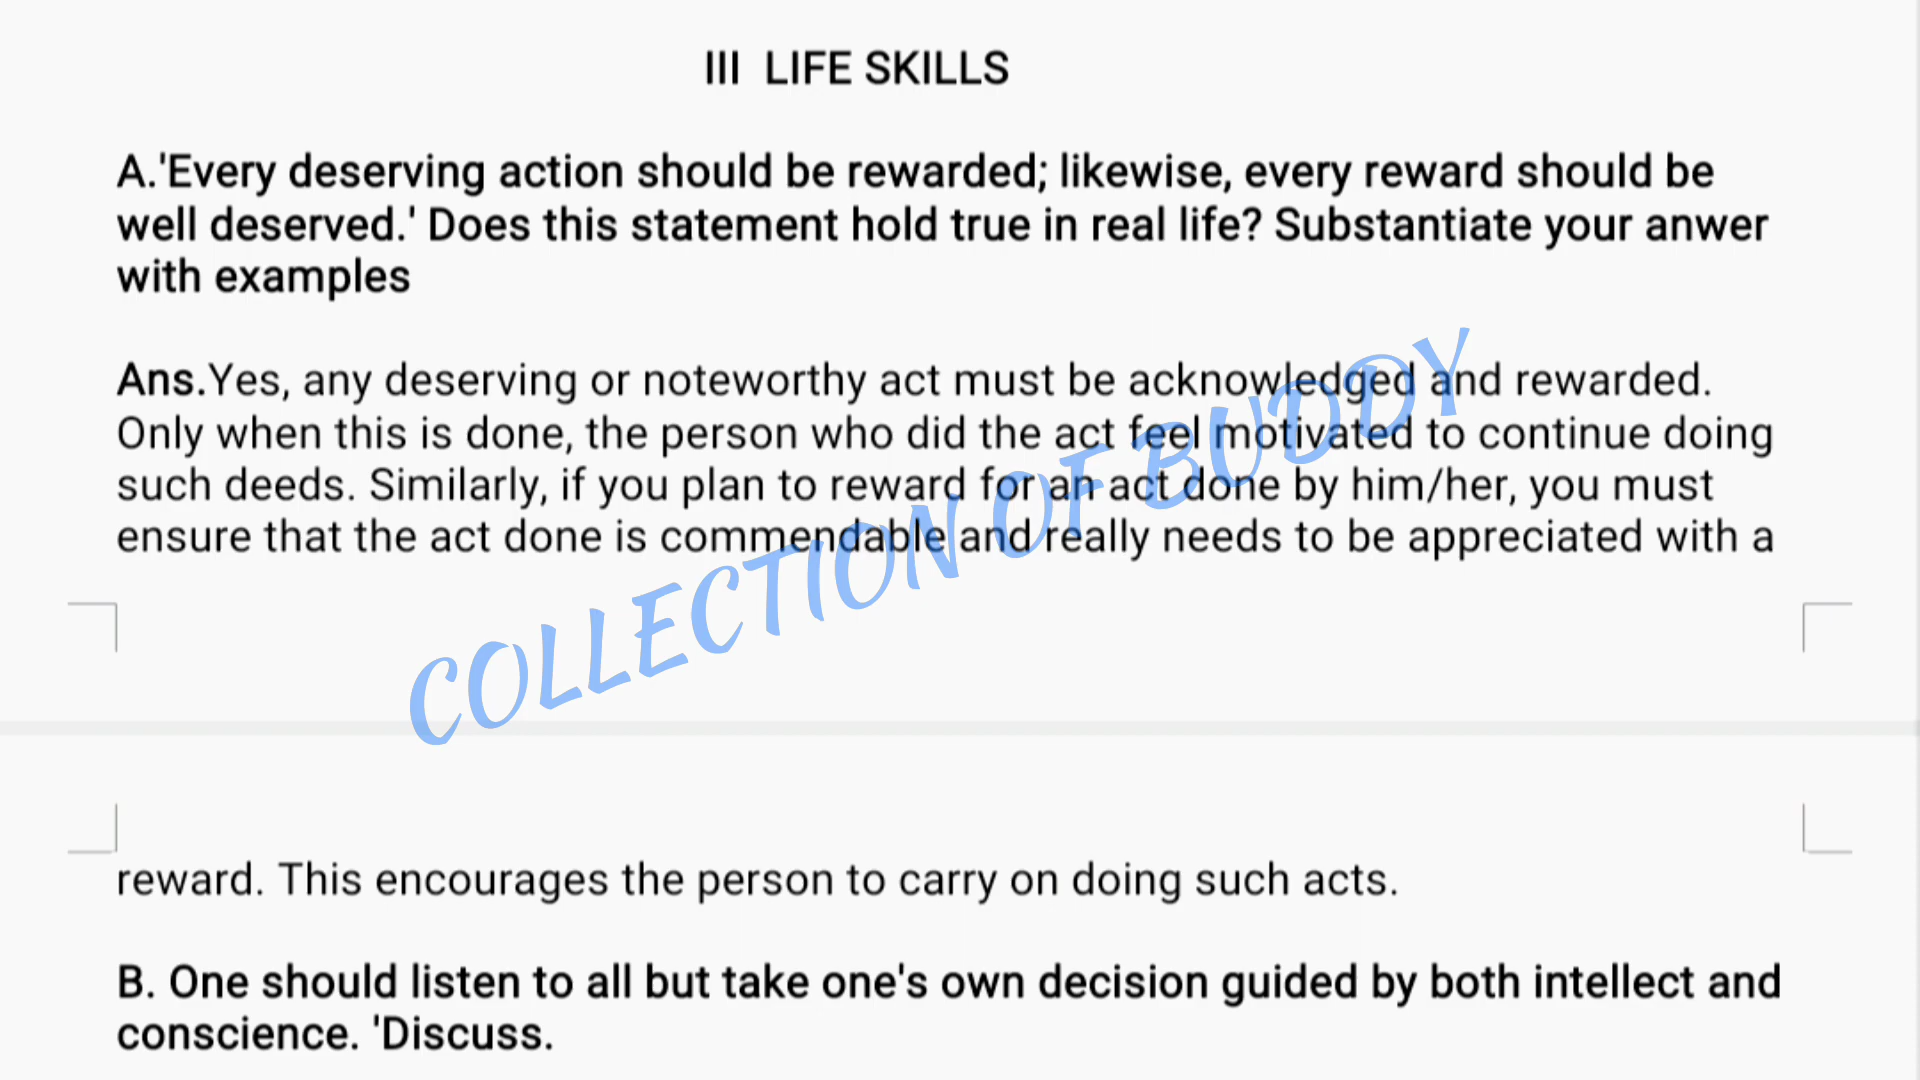 III LIFE SKILLS
A.'Every deserving action should be rewarded; likewise, every reward should be
well deserved.' Does this statement hold true in real life? Substantiate your anwer
with examples
Ans.Yes, any deserving or noteworthy act must be acknowledged and rewarded.
Only when this is done, the person who did the act feel motivated to continue doing
such deeds. Similarly, if you plan to reward for an act done by him/her, you must
ensure that the act done is commendable and really needs to be appreciated with a
COLLECTION OF BUDDY
reward. This encourages the person to carry on doing such acts.
B. One should listen to all but take one's own decision guided by both intellect and
conscience. 'Discuss.